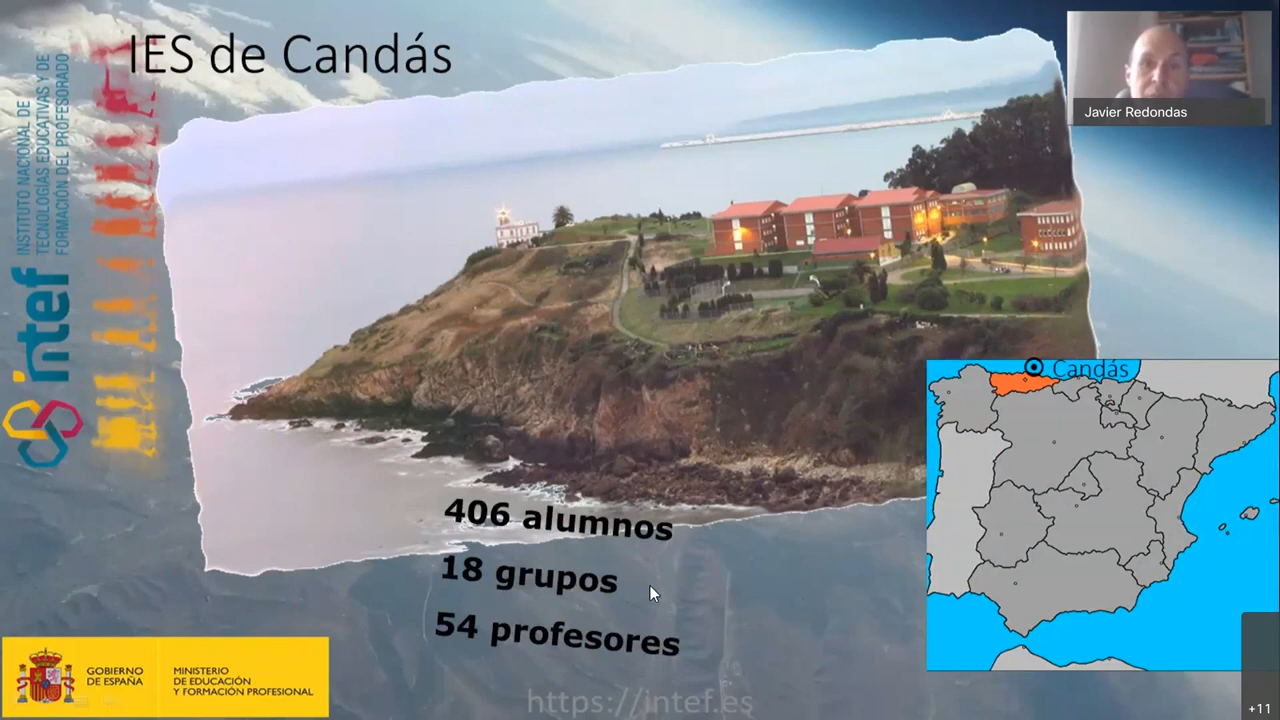 IES de Candás
INSTITUTO NACIONAL DE
TECNOLOGÍAS EDUCATIVAS Y DE
FORMACIÓN DEL PROFESORADO
intef
Javier Redondas
Candás
406 alumnos
18 grupos
54 profesores
GOBIERNO
DE ESPAÑA
MINISTERIO
DE EDUCACIÓN
Y FORMACIÓN PROFESIONAL
https://intef.es
+11